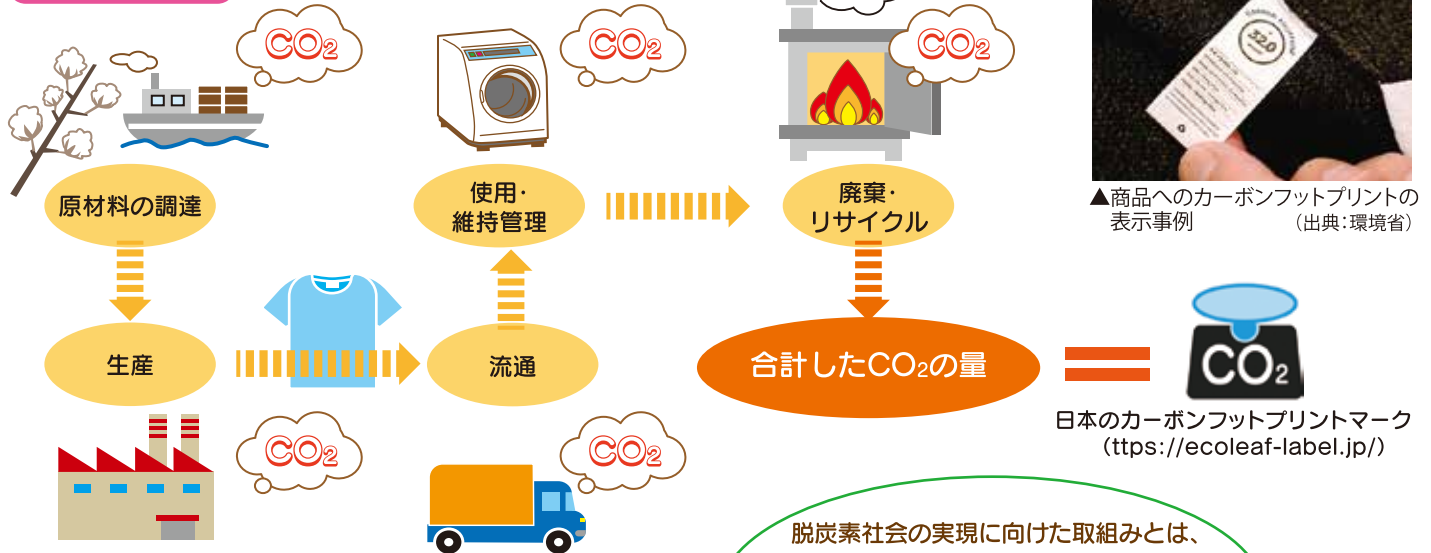 CO2
CO2
CO2
320
原材料の調達
使用・
維持管理
廃棄・
リサイクル
▲商品へのカーボンフットプリントの
表示事例 (出典:環境省)
生産
流通
合計したCO2の量
CO2
日本のカーボンフットプリントマーク
(ttps://ecoleaf-label.jp/)
CO2
CO2
脱炭素社会の実現に向けた取組みとは、